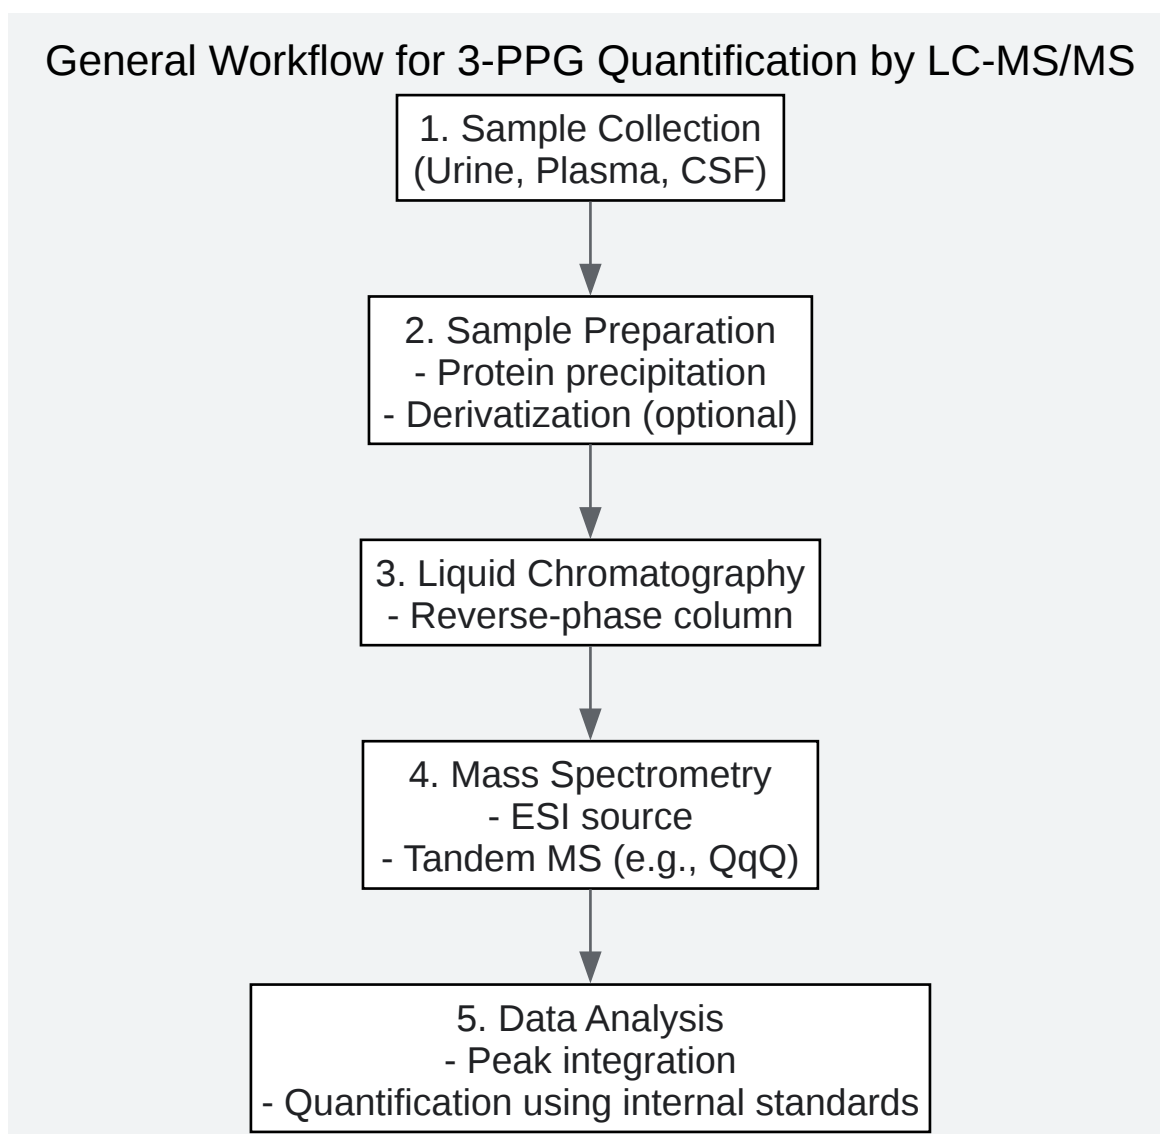 General Workflow for 3-PPG Quantification by LC-MS/MS
1. Sample Collection
(Urine, Plasma, CSF)
2. Sample Preparation
- Protein precipitation
- Derivatization (optional)
3. Liquid Chromatography
- Reverse-phase column
4. Mass Spectrometry
- ESI source
- Tandem MS (e.g., QqQ)
5. Data Analysis
- Peak integration
- Quantification using internal standards